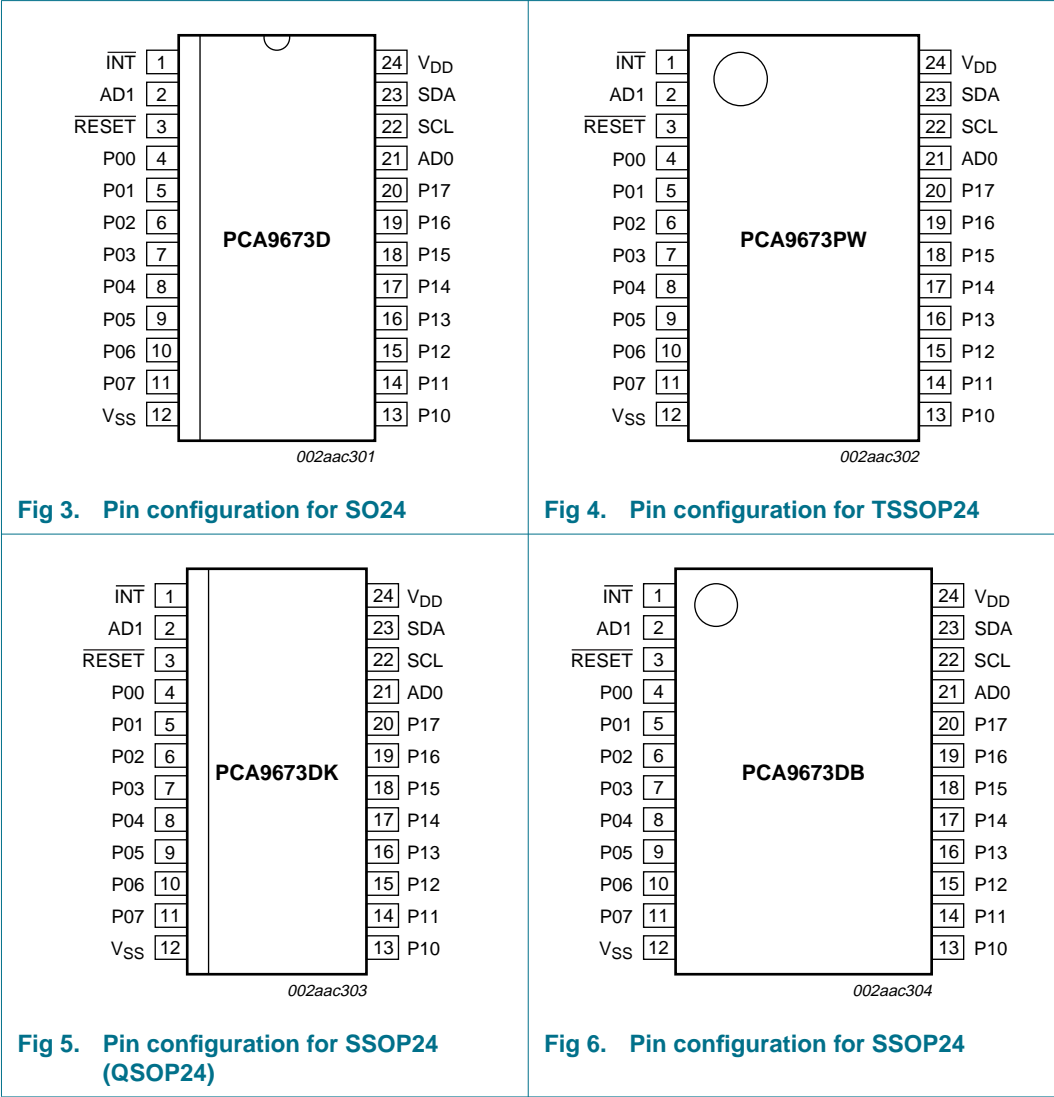 INT 1 24 VDD
AD1 2 23 SDA
RESET 3 22 SCL
P00 4 21 AD0
P01 5 20 P17
P02 6 19 P16
P03 7 18 P15
P04 8 17 P14
P05 9 16 P13
P06 10 15 P12
P07 11 14 P11
VSS 12 13 P10
PCA9673D
002aac301
Fig 3. Pin configuration for SO24
INT 1 24 VDD
AD1 2 23 SDA
RESET 3 22 SCL
P00 4 21 AD0
P01 5 20 P17
P02 6 19 P16
P03 7 18 P15
P04 8 17 P14
P05 9 16 P13
P06 10 15 P12
P07 11 14 P11
VSS 12 13 P10
PCA9673PW
002aac302
Fig 4. Pin configuration for TSSOP24
INT 1 24 VDD
AD1 2 23 SDA
RESET 3 22 SCL
P00 4 21 AD0
P01 5 20 P17
P02 6 19 P16
P03 7 18 P15
P04 8 17 P14
P05 9 16 P13
P06 10 15 P12
P07 11 14 P11
VSS 12 13 P10
PCA9673DK
002aac303
Fig 5. Pin configuration for SSOP24
(QSOP24)
INT 1 24 VDD
AD1 2 23 SDA
RESET 3 22 SCL
P00 4 21 AD0
P01 5 20 P17
P02 6 19 P16
P03 7 18 P15
P04 8 17 P14
P05 9 16 P13
P06 10 15 P12
P07 11 14 P11
VSS 12 13 P10
PCA9673DB
002aac304
Fig 6. Pin configuration for SSOP24